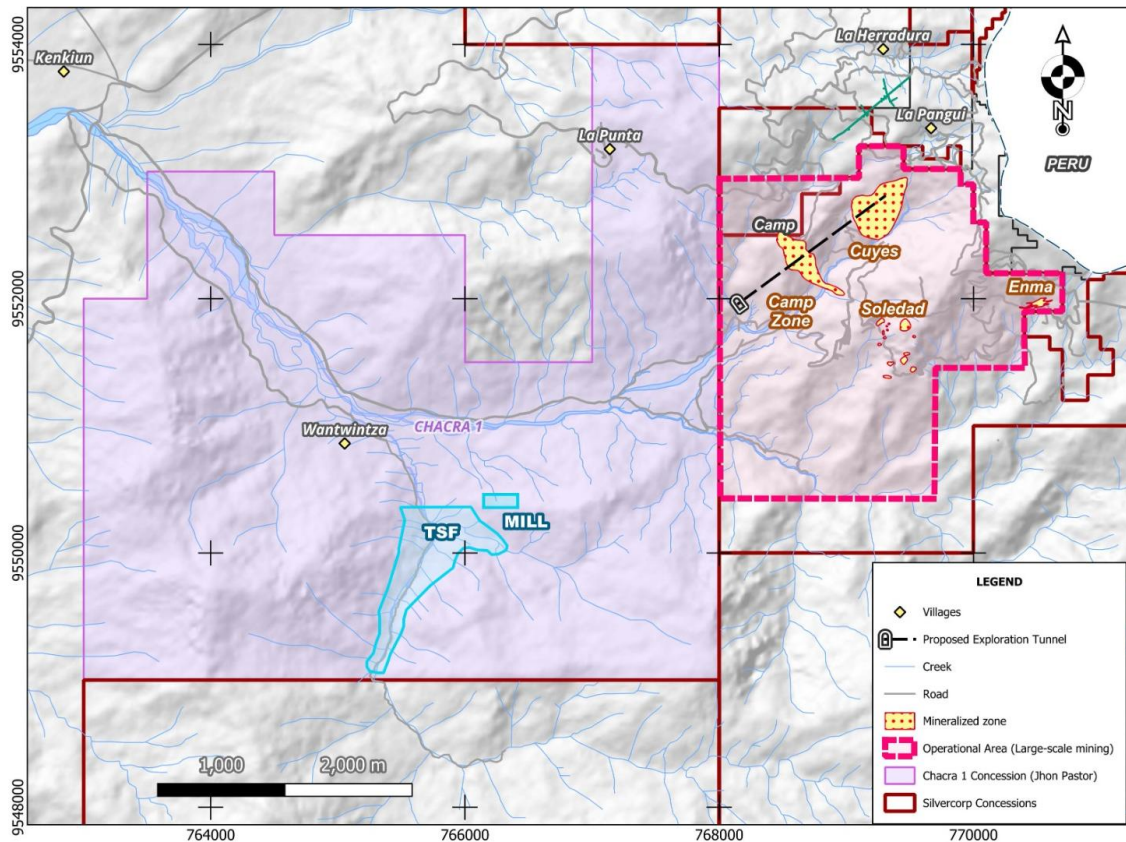 9554000
9552000
9550000
9548000
764000
766000
768000
770000
Kenkiun
La Herradura
La Pangui
La Punta
N
PERU
Camp
Cuyes
Camp
Zone
Soledad
Enma
Wantwintza
CHACRA 1
TSF
MILL
1,000
2,000 m
LEGEND
Villages
Proposed Exploration Tunnel
Creek
Road
Mineralized zone
Operational Area (Large-scale mining)
Chacra 1 Concession (Jhon Pastor)
Silvercorp Concessions